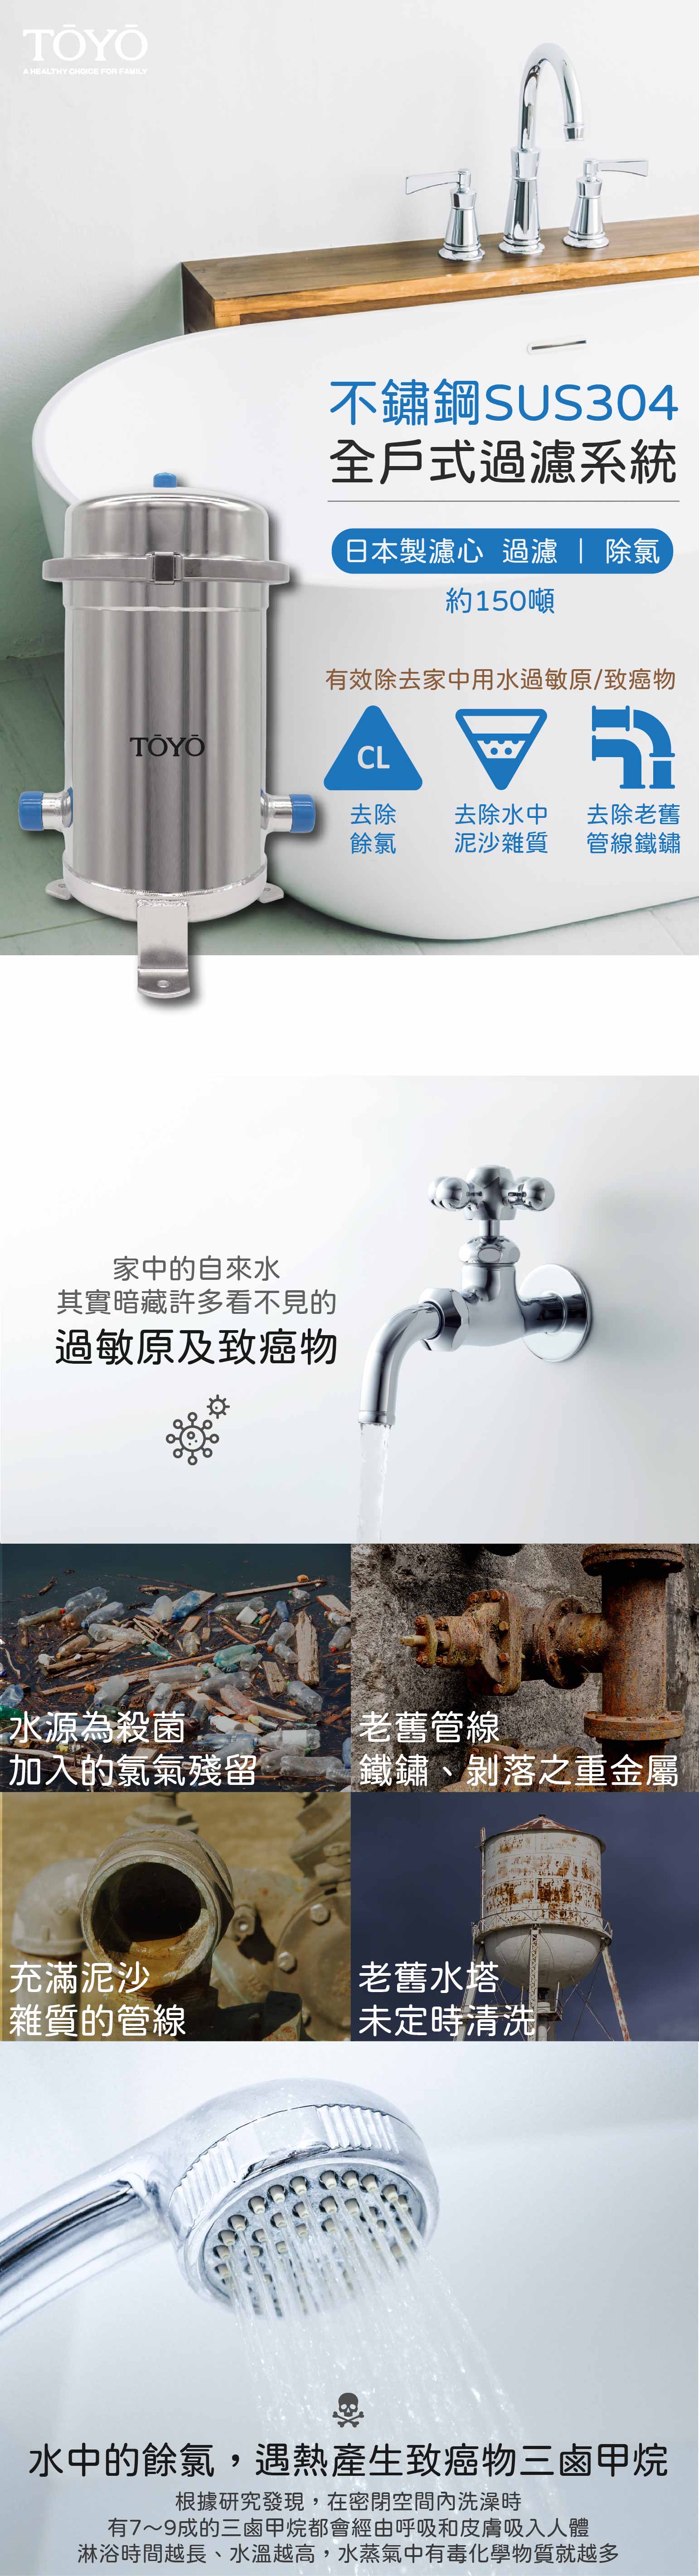 TŌYŌ
A HEALTHY CHOICE FOR FAMILY
不鏽鋼SUS304
全戶式過濾系統
日本製濾心 過濾 | 除氯
約150噸
有效除去家中用水過敏原/致癌物
CL
去除
餘氯
去除水中
泥沙雜質
去除老舊
管線鐵鏽
TŌYŌ
家中的自來水
其實暗藏許多看不見的
過敏原及致癌物
水源為殺菌
加入的氯氣殘留
老舊管線
鐵鏽、剝落之重金屬
充滿泥沙
雜質的管線
老舊水塔
未定時清洗
水中的餘氯，遇熱產生致癌物三鹵甲烷
根據研究發現，在密閉空間內洗澡時
有7～9成的三鹵甲烷都會經由呼吸和皮膚吸入人體
淋浴時間越長、水溫越高，水蒸氣中有毒化學物質就越多